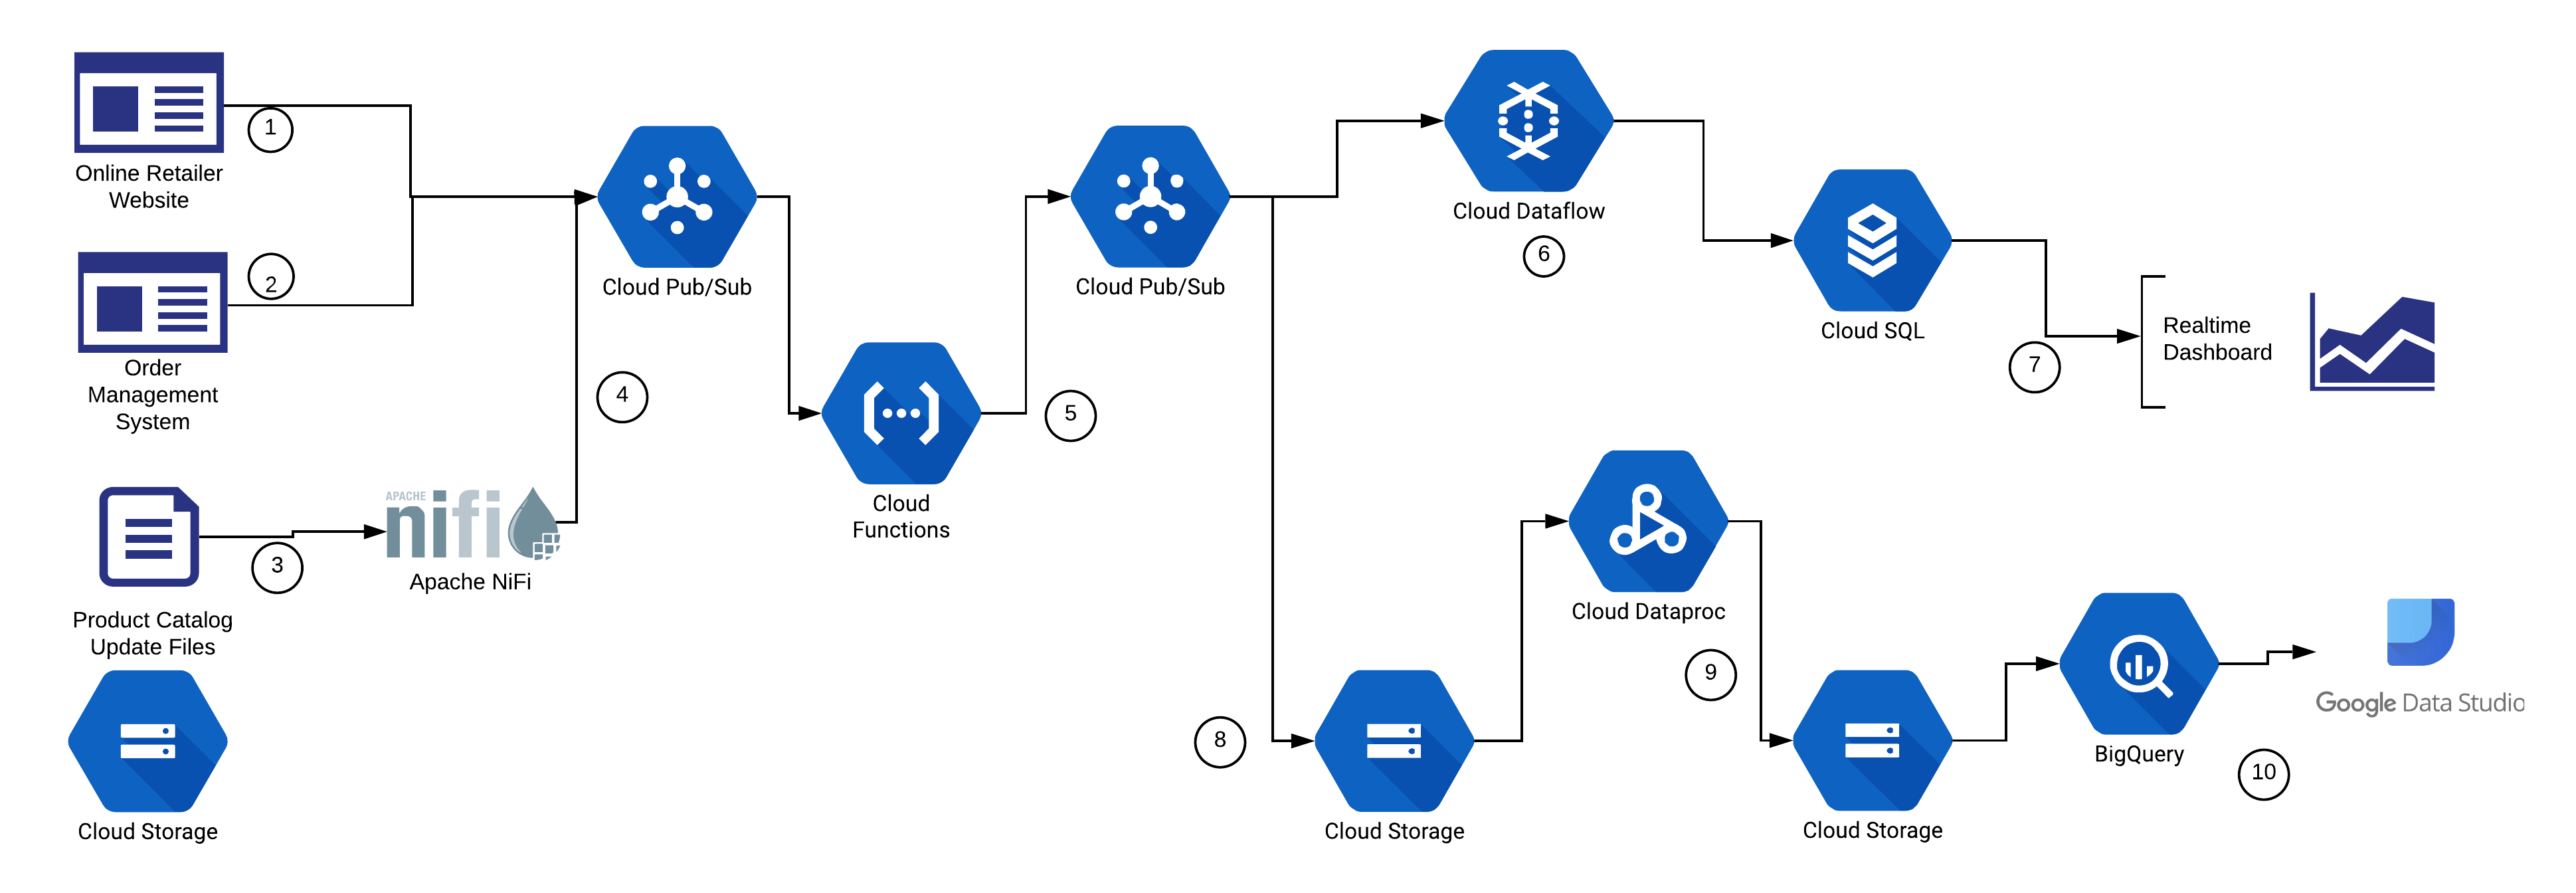 1
Online Retailer
Website
2
Order
Management
System
3
Product Catalog
Update Files
Cloud Storage
APACHE
nifi
Apache NiFi
4
Cloud Pub/Sub
Cloud
Functions
5
Cloud Pub/Sub
Cloud Dataflow
6
Cloud SQL
7
Realtime
Dashboard
8
Cloud Storage
Cloud Dataproc
9
Cloud Storage
BigQuery
10
Google Data Studio